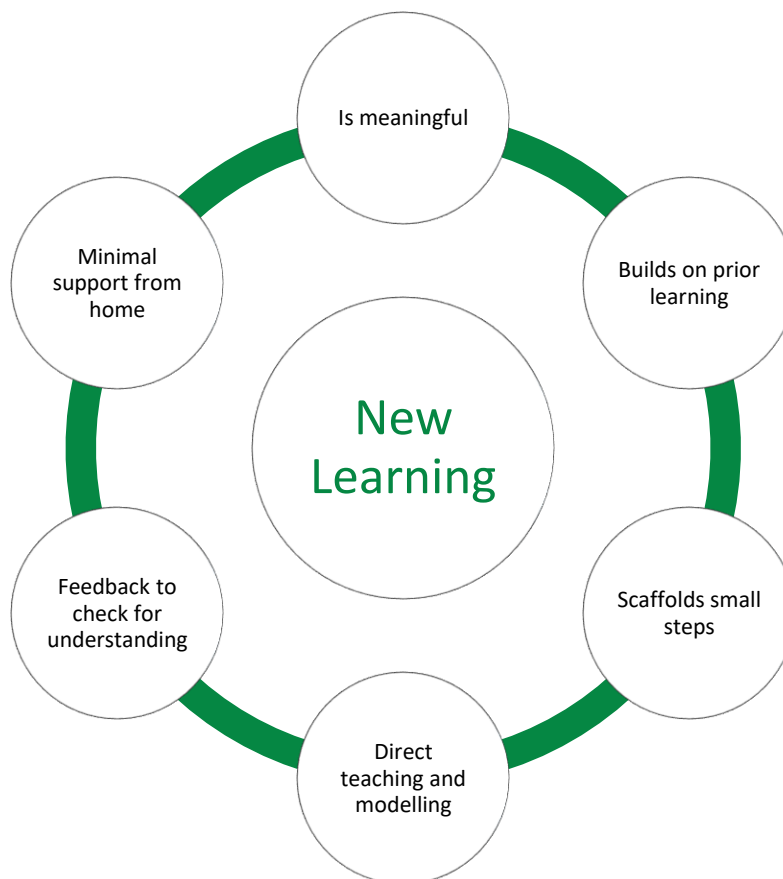 Is meaningful
Builds on prior
learning
Scaffolds small
steps
Direct
teaching and
modelling
Feedback to
check for
understanding
Minimal
support from
home
New
Learning